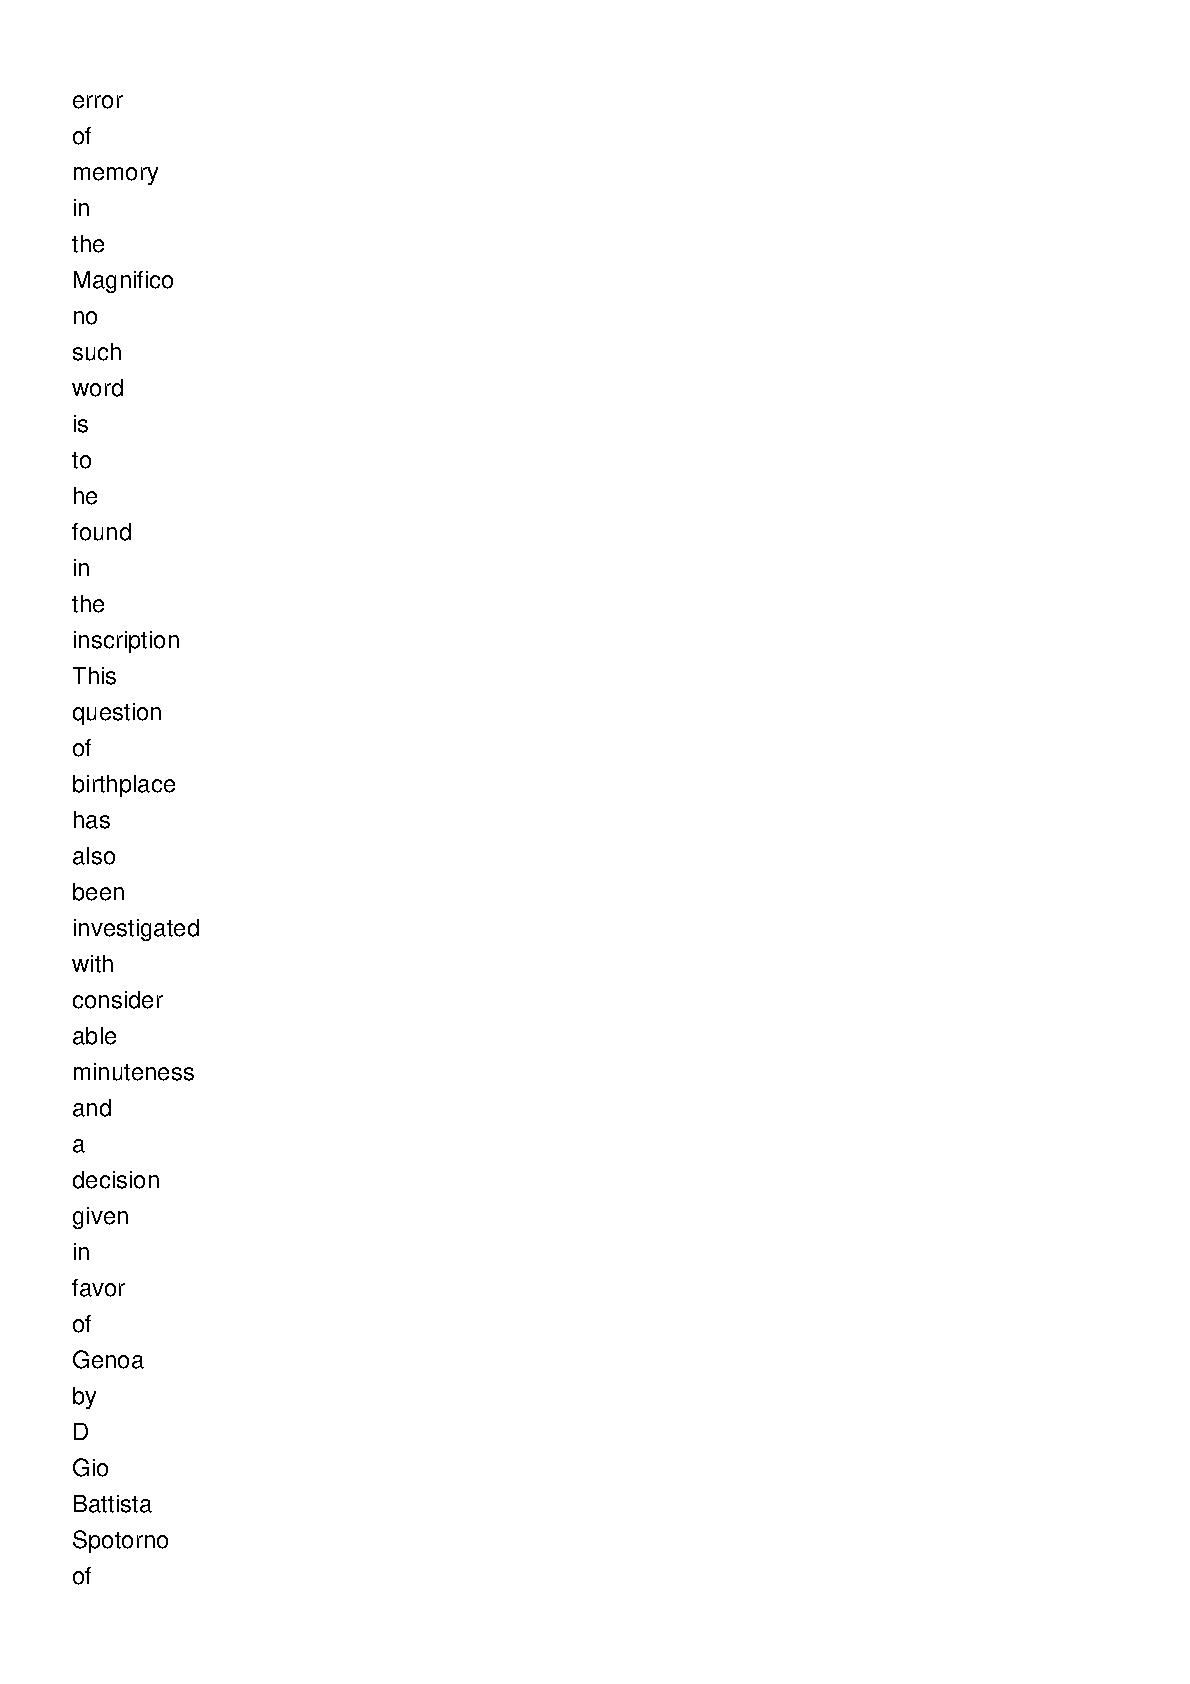 error
of
memory
in
the
Magnifico
no
such
word
is
to
he
found
in
the
inscription
This
question
of
birthplace
has
also
been
investigated
with
consider
able
minuteness
and
a
decision
given
in
favor
of
Genoa
by
D
Gio
Battista
Spotorno
of